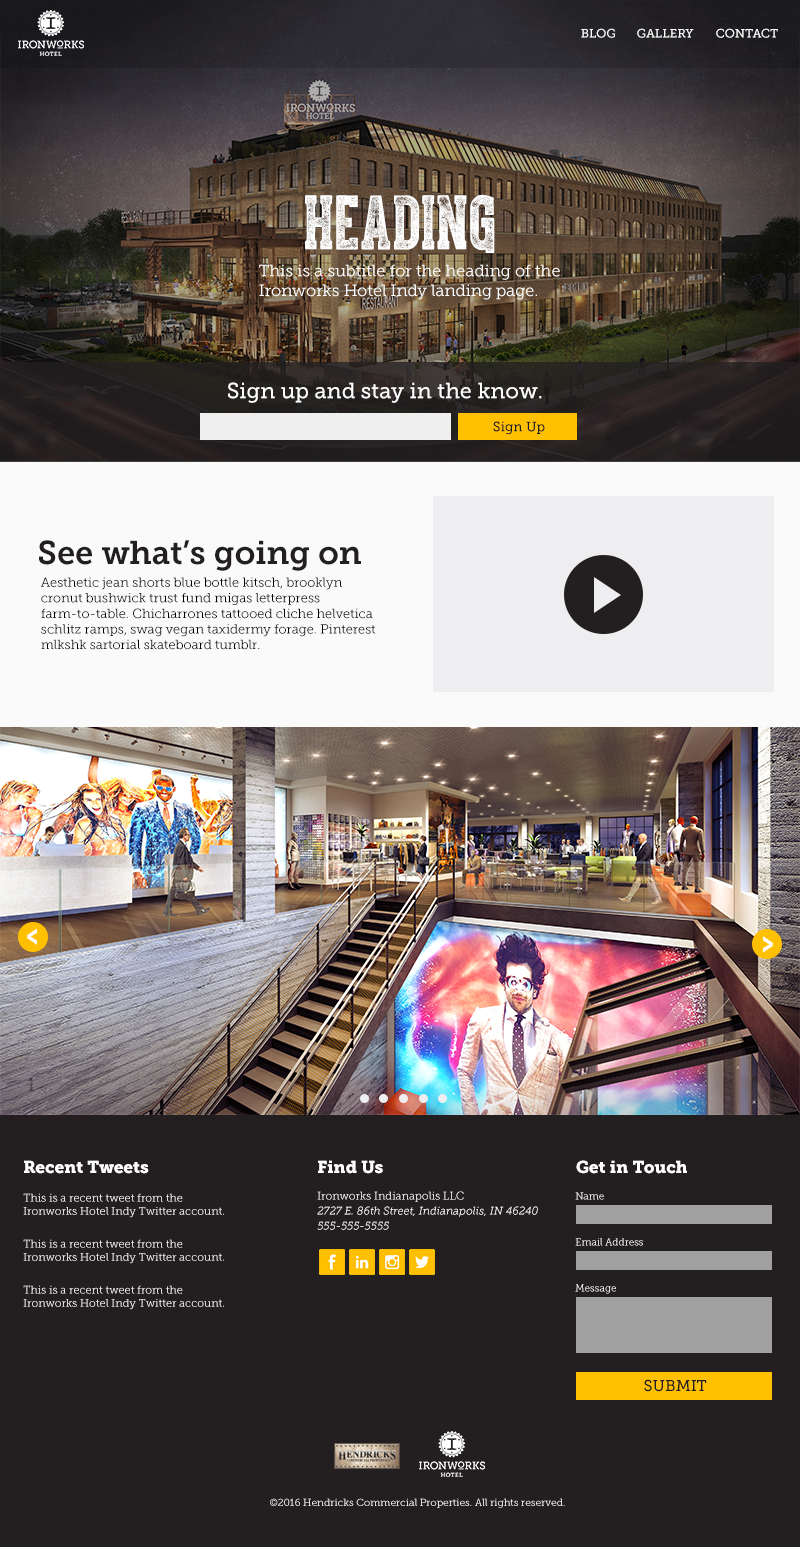 IRONWORKS
HOTEL
BLOG GALLERY CONTACT
IRONWORKS
HOTEL
HEADING
This is a subtitle for the heading of the
Ironworks Hotel Indy landing page.
RESTAURANT
Sign up and stay in the know.
Sign Up
See what's going on
Aesthetic jean shorts blue bottle kitsch, brooklyn
cronut bushwick trust fund migas letterpress
farm-to-table. Chicharrones tattooed cliche helvetica
schlitz ramps, swag vegan taxidermy forage. Pinterest
mlkshk sartorial skateboard tumblr.
Recent Tweets
This is a recent tweet from the
Ironworks Hotel Indy Twitter account.
This is a recent tweet from the
Ironworks Hotel Indy Twitter account.
This is a recent tweet from the
Ironworks Hotel Indy Twitter account.
Find Us
Ironworks Indianapolis LLC
2727 E. 86th Street, Indianapolis, IN 46240
555-555-5555
Get in Touch
Name
Email Address
Message
SUBMIT
HENDRICKS
IRONWORKS
HOTEL
©2016 Hendricks Commercial Properties. All rights reserved.